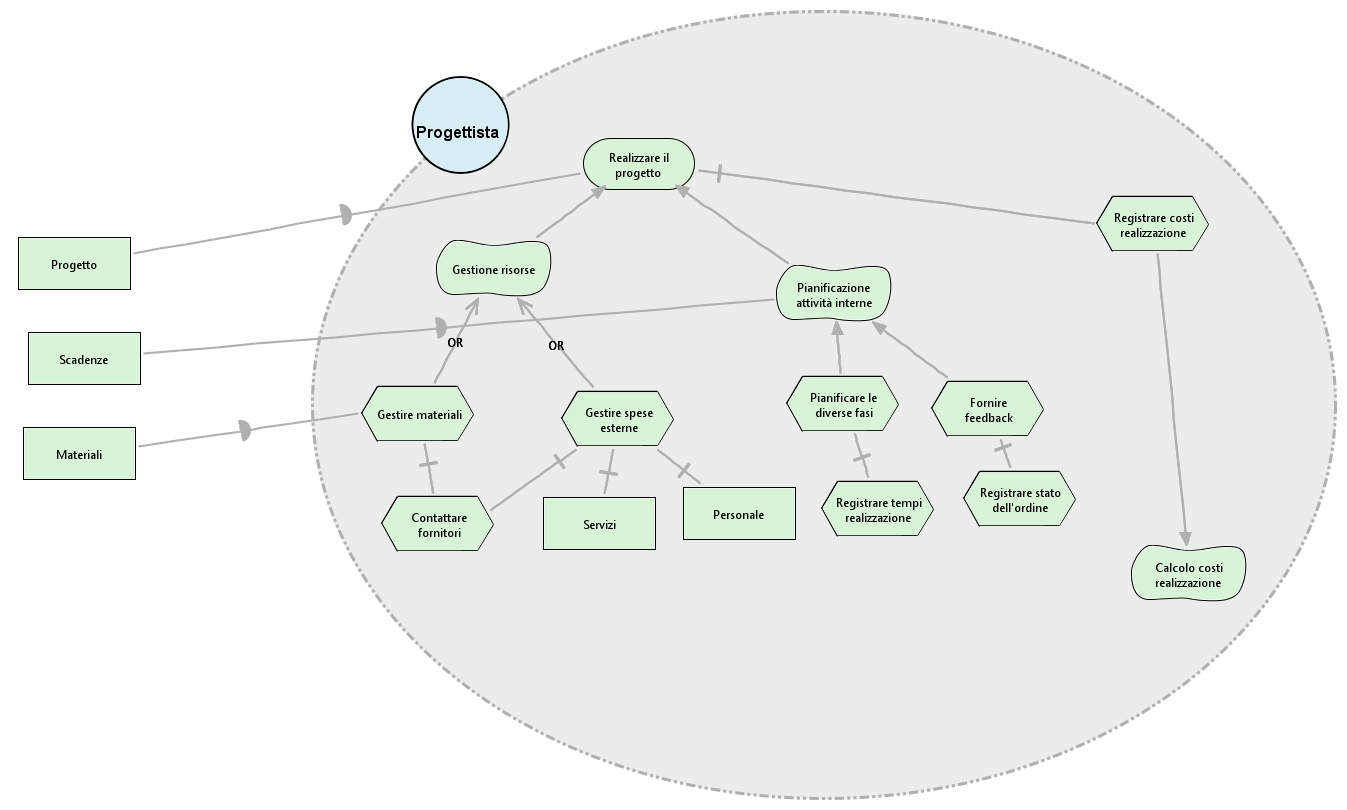 Progettista
Realizzare il
progetto
Registrare costi
realizzazione
Progetto
Gestione risorse
Pianificazione
attività interne
Scadenze
OR
OR
Gestire materiali
Gestire spese
esterne
Pianificare le
diverse fasi
Fornire
feedback
Materiali
Contattare
fornitori
Servizi
Personale
Registrare tempi
realizzazione
Registrare stato
dell'ordine
Calcolo costi
realizzazione